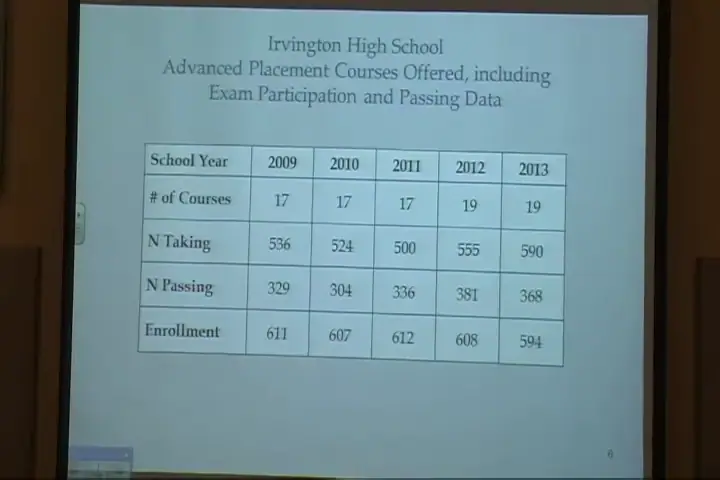 Irvington High School
Advanced Placement Courses Offered, including
Exam Participation and Passing Data
School Year 2009 2010 2011 2012 2013
# of Courses 17 17 17 19 19
N Taking 536 524 500 555 590
N Passing 329 304 336 381 368
Enrollment 611 607 612 608 594
6